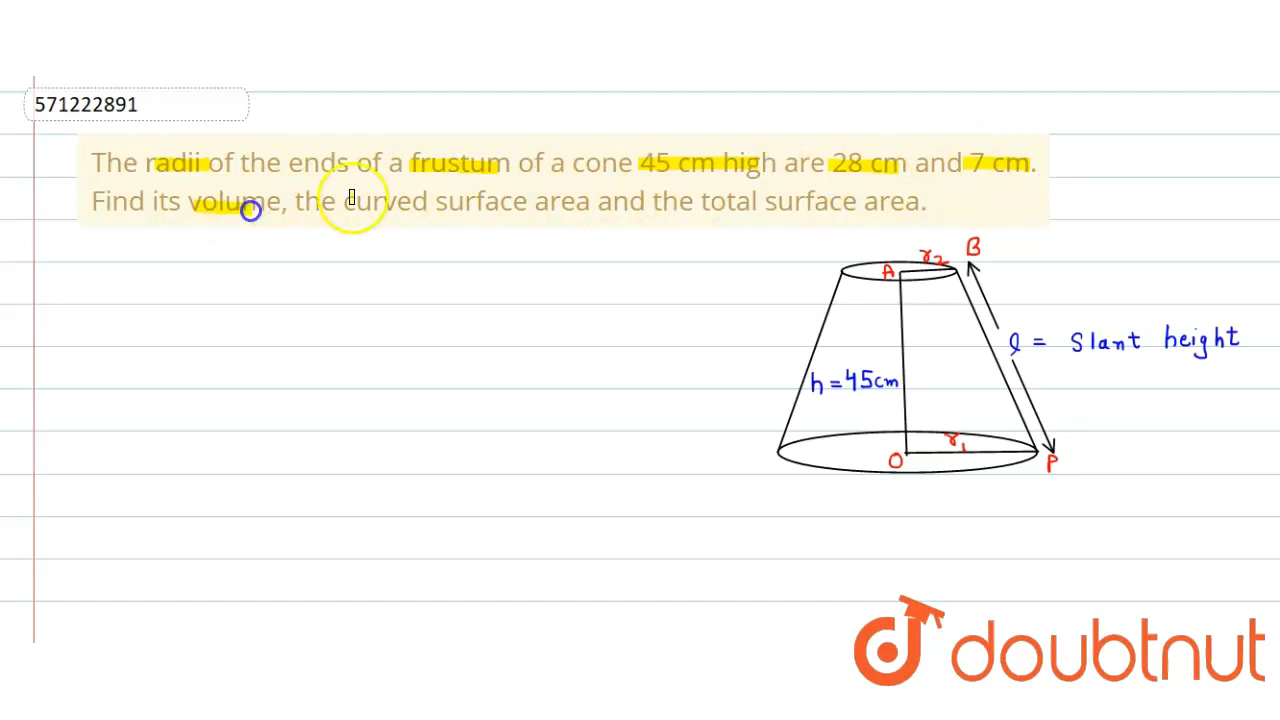 571222891
The radii of the ends of a frustum of a cone 45 cm high are 28 cm and 7 cm.
Find its volume, the curved surface area and the total surface area.
r₂ B
A
l = Slant height
h = 45cm
r₁
O P
doubtnut